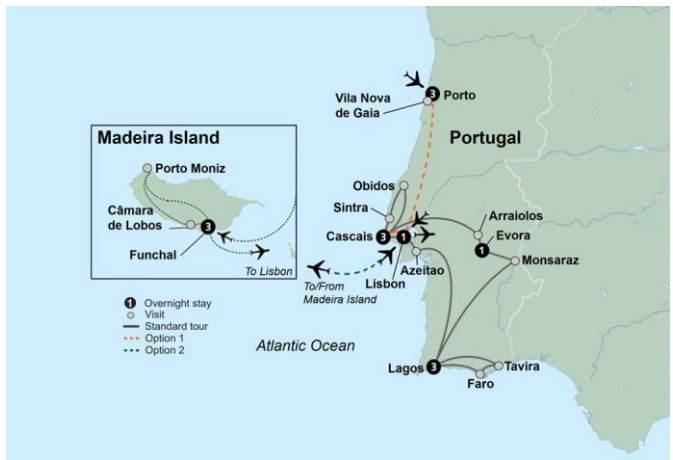 3
Porto
Vila Nova
de Gaia
Portugal
Madeira Island
Porto Moniz
Câmara
de Lobos
3
Funchal
To Lisbon
Obidos
Sintra
Cascais
3
1
Lisbon
Azeitao
Arraiolos
Evora
1
Monsaraz
To/From
Madeira Island
1 Overnight stay
Visit
Standard tour
Option 1
Option 2
Atlantic Ocean
Lagos
3
Tavira
Faro